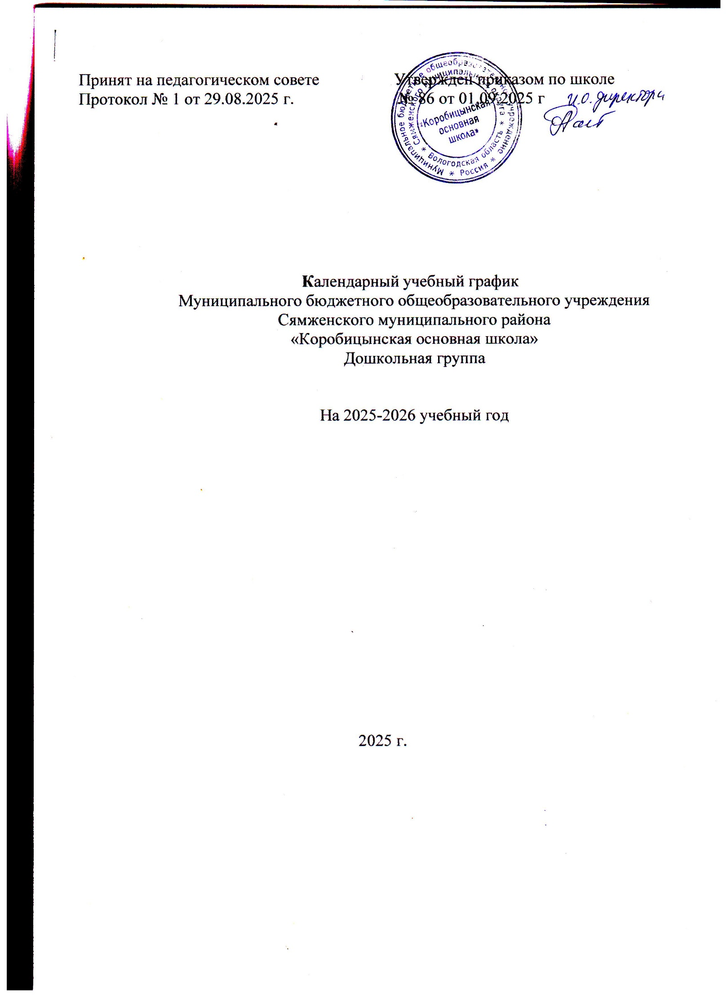 Принят на педагогическом совете
Протокол № 1 от 29.08.2025 г.
Утвержден приказом по школе
№ 86 от 01.09.2025 г
и.о. директора
Муниципальное бюджетное общеобразовательное учреждение * Россия *
Сямженского муниципального округа * Вологодская область *
«Коробицынская
основная
школа»
Календарный учебный график
Муниципального бюджетного общеобразовательного учреждения
Сямженского муниципального района
«Коробицынская основная школа»
Дошкольная группа
На 2025-2026 учебный год
2025 г.